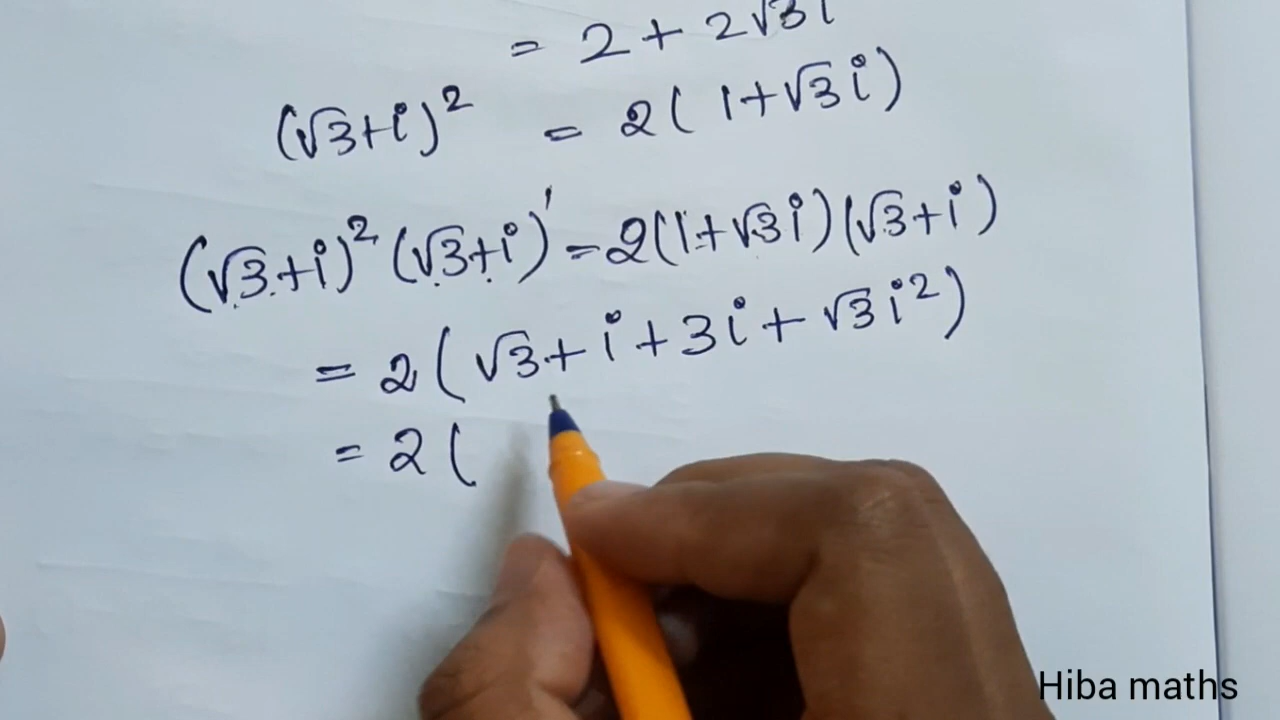 = 2 + 2√3i
(√3+i)² = 2(1+√3i)
(√3+i)²(√3+i)' = 2(1+√3i)(√3+i)
= 2(√3+i+3i+√3i²)
= 2(
Hiba maths